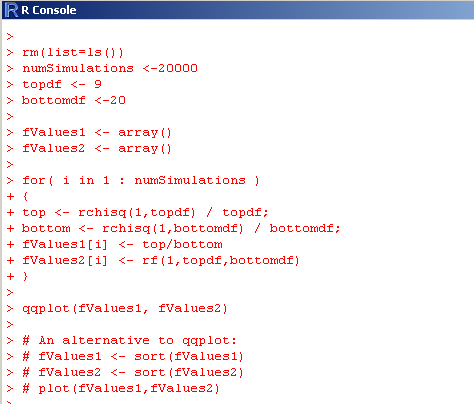 R Console
>
> rm(list=ls())
> numSimulations <-20000
> topdf <- 9
> bottomdf <-20
>
> fValues1 <- array()
> fValues2 <- array()
>
> for( i in 1 : numSimulations )
+ {
+ top <- rchisq(1,topdf) / topdf;
+ bottom <- rchisq(1,bottomdf) / bottomdf;
+ fValues1[i] <- top/bottom
+ fValues2[i] <- rf(1,topdf,bottomdf)
+ }
>
> qqplot(fValues1, fValues2)
>
> # An alternative to qqplot:
> # fValues1 <- sort(fValues1)
> # fValues2 <- sort(fValues2)
> # plot(fValues1,fValues2)
>